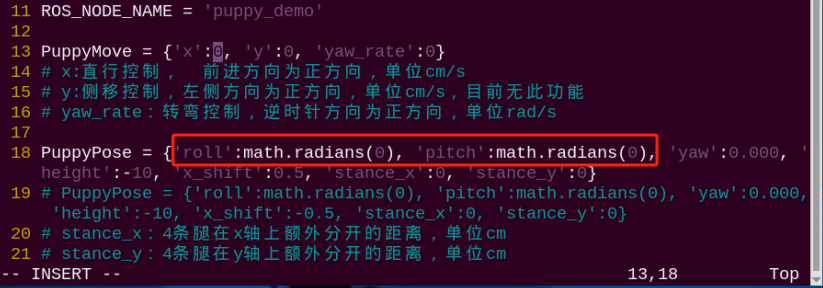 11 ROS_NODE_NAME = 'puppy_demo'
12
13 PuppyMove = {'x':0, 'y':0, 'yaw_rate':0}
14 # x:直行控制， 前进方向为正方向，单位cm/s
15 # y:侧移控制，左侧方向为正方向，单位cm/s，目前无此功能
16 # yaw_rate：转弯控制，逆时针方向为正方向，单位rad/s
17
18 PuppyPose = {'roll':math.radians(0), 'pitch':math.radians(0), 'yaw':0.000, '
height':-10, 'x_shift':0.5, 'stance_x':0, 'stance_y':0}
19 # PuppyPose = {'roll':math.radians(0), 'pitch':math.radians(0), 'yaw':0.000,
'height':-10, 'x_shift':-0.5, 'stance_x':0, 'stance_y':0}
20 # stance_x：4条腿在x轴上额外分开的距离，单位cm
21 # stance_y：4条腿在y轴上额外分开的距离，单位cm
-- INSERT -- 13,18 Top